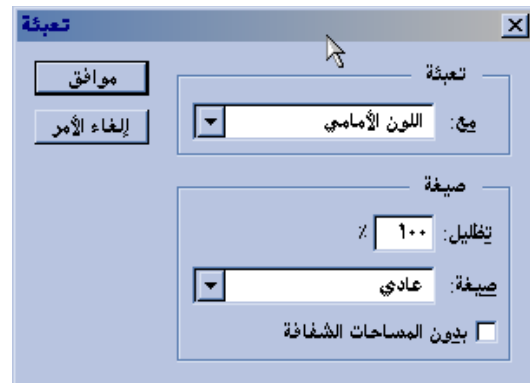 تعبئة
تعبئة
مع: اللون الأمامي
موافق
إلغاء الأمر
صيغة
تظليل: ١٠٠ ٪
صيغة: عادي
بدون المساحات الشفافة